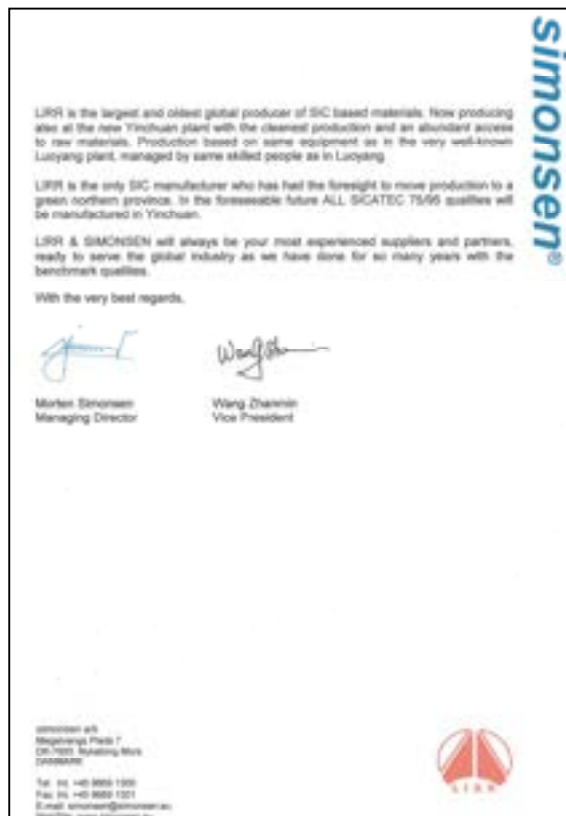 simonsen®
LIRR is the largest and oldest global producer of SiC based materials. Now producing
also at the new Yinchuan plant with the cleanest production and an abundant access
to raw materials. Production based on same equipment as in the very well-known
Luoyang plant, managed by same skilled people as in Luoyang.
LIRR is the only SiC manufacturer who has had the foresight to move production to a
green northern province. In the foreseeable future ALL SICATEC 75/95 qualities will
be manufactured in Yinchuan.
LIRR & SIMONSEN will always be your most experienced suppliers and partners,
ready to serve the global industry as we have done for so many years with the
benchmark qualities.
With the very best regards,
Morten Simonsen
Managing Director
Wang Zhanmin
Vice President
simonsen a/s
DANMARK
E-mail: simonsen@simonsen.eu
LIRR